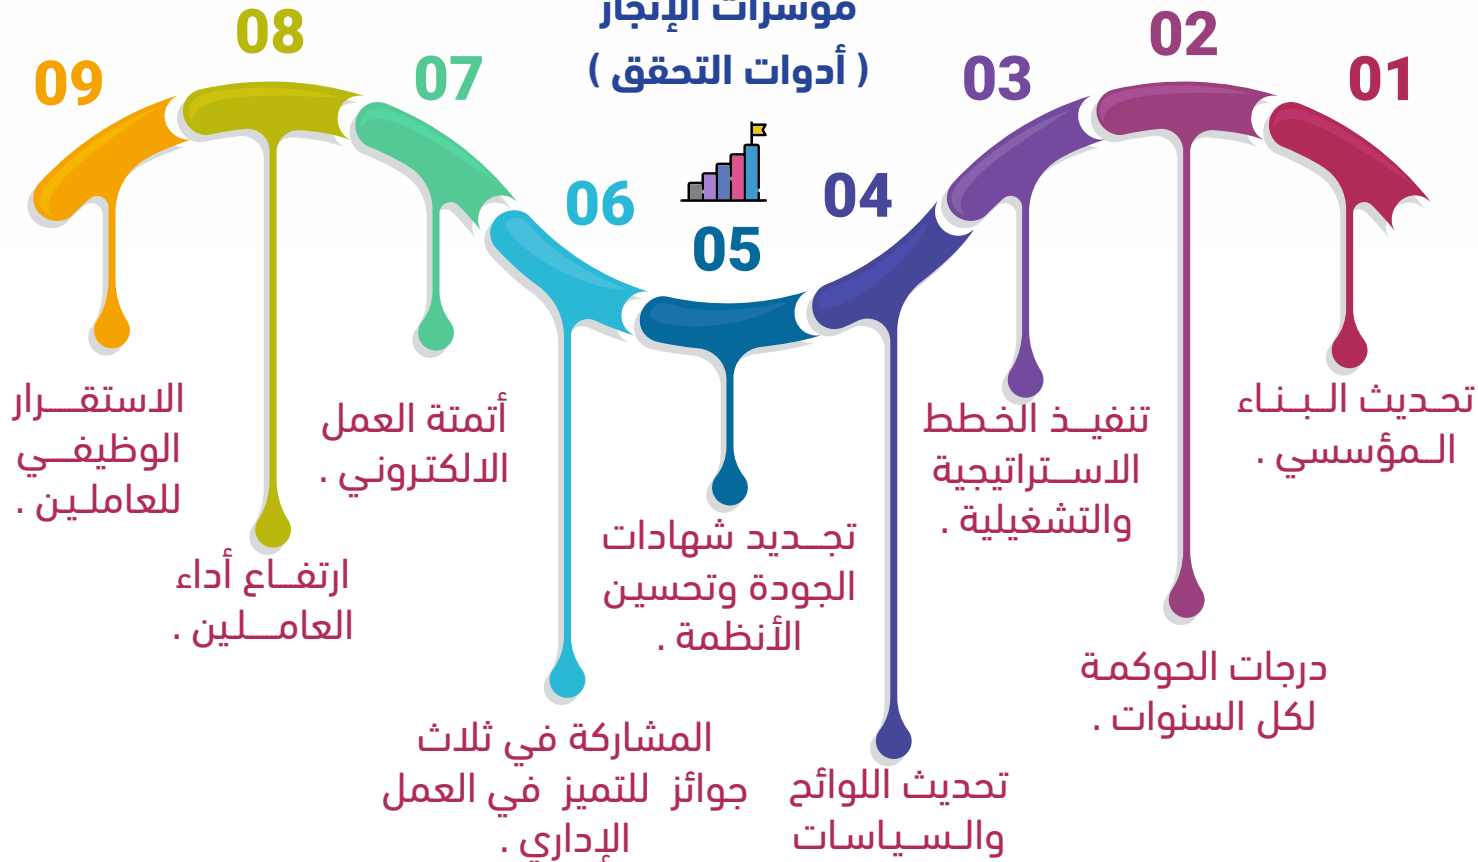 مؤشرات الإنجاز
( أدوات التحقق )
01
تحديث البناء
المؤسسي .
02
درجات الحوكمة
لكل السنوات .
03
تنفيذ الخطط
الاستراتيجية
والتشغيلية .
04
تحديث اللوائح
والسياسات
05
تجديد شهادات
الجودة وتحسين
الأنظمة .
06
المشاركة في ثلاث
جوائز للتميز في العمل
الإداري .
07
أتمتة العمل
الالكتروني .
08
ارتفاع أداء
العاملين .
09
الاستقرار
الوظيفي
للعاملين .